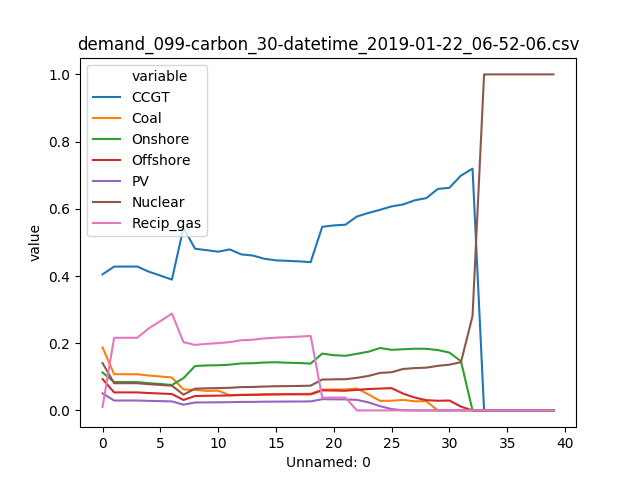 demand_099-carbon_30-datetime_2019-01-22_06-52-06.csv
variable
CCGT
Coal
Onshore
Offshore
PV
Nuclear
Recip_gas
value
1.0
0.8
0.6
0.4
0.2
0.0
0 5 10 15 20 25 30 35 40
Unnamed: 0